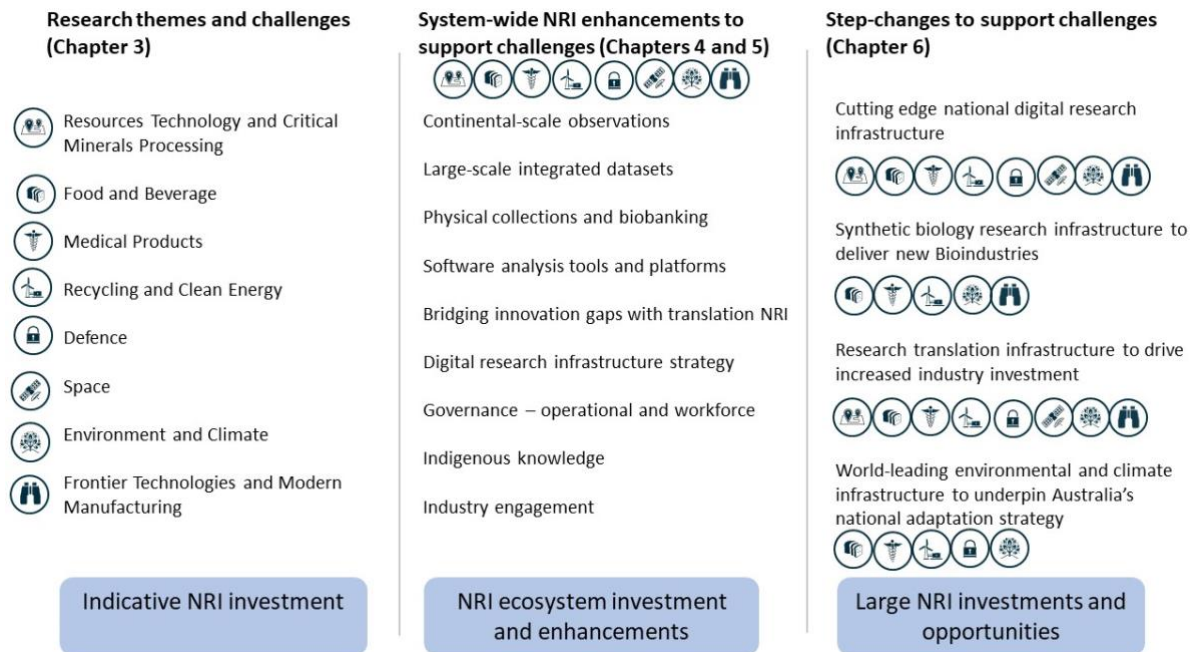 Research themes and challenges
(Chapter 3)
Resources Technology and Critical
Minerals Processing
Food and Beverage
Medical Products
Recycling and Clean Energy
Defence
Space
Environment and Climate
Frontier Technologies and Modern
Manufacturing
Indicative NRI investment
System-wide NRI enhancements to
support challenges (Chapters 4 and 5)
Continental-scale observations
Large-scale integrated datasets
Physical collections and biobanking
Software analysis tools and platforms
Bridging innovation gaps with translation NRI
Digital research infrastructure strategy
Governance – operational and workforce
Indigenous knowledge
Industry engagement
NRI ecosystem investment
and enhancements
Step-changes to support challenges
(Chapter 6)
Cutting edge national digital research
infrastructure
Synthetic biology research infrastructure to
deliver new Bioindustries
Research translation infrastructure to drive
increased industry investment
World-leading environmental and climate
infrastructure to underpin Australia’s
national adaptation strategy
Large NRI investments and
opportunities